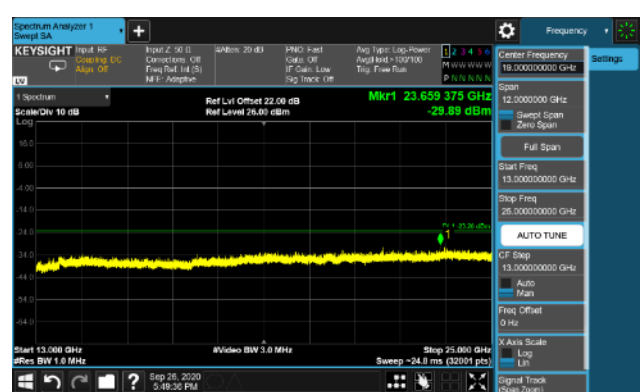 Spectrum Analyzer 1
Swept SA
Frequency
KEYSIGHT
Input: RF
Coupling: DC
Align: Off
Input Z: 50 Ω
Corrections: Off
Freq Ref: Int (S)
NFE: Adaptive
#Atten: 20 dB
PNO: Fast
Gate: Off
IF Gain: Low
Sig Track: Off
Avg Type: Log-Power
Avg|Hold: >100/100
Trig: Free Run
1 2 3 4 5 6
M W W W W W
P N N N N N
LV
1 Spectrum
Scale/Div 10 dB
Log
Ref Lvl Offset 22.00 dB
Ref Level 26.00 dBm
Mkr1 23.659 375 GHz
-29.89 dBm
16.0
6.00
-4.00
-14.0
-24.0
-34.0
-44.0
-54.0
-64.0
1
Start 13.000 GHz
#Res BW 1.0 MHz
#Video BW 3.0 MHz
Stop 25.000 GHz
Sweep ~24.0 ms (32001 pts)
Sep 26, 2020
5:49:36 PM
Center Frequency
19.000000000 GHz
Settings
Span
12.0000000 GHz
Swept Span
Zero Span
Full Span
Start Freq
13.000000000 GHz
Stop Freq
25.000000000 GHz
AUTO TUNE
CF Step
13.000000000 GHz
Auto
Man
Freq Offset
0 Hz
X Axis Scale
Log
Lin
Signal Track
(Span Zoom)